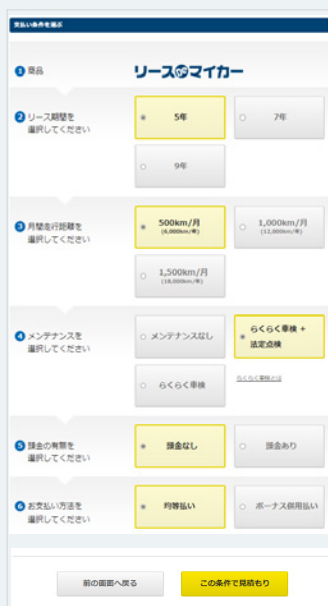 支払い条件を選ぶ
1 商品
リースdeマイカー
2 リース期間を
選択してください
5年
7年
9年
3 月間走行距離を
選択してください
500km/月
(6,000km/年)
1,000km/月
(12,000km/年)
1,500km/月
(18,000km/年)
4 メンテナンスを
選択してください
メンテナンスなし
らくらく車検 +
法定点検
らくらく車検
らくらく車検とは
5 頭金の有無を
選択してください
頭金なし
頭金あり
6 お支払い方法を
選択してください
均等払い
ボーナス併用払い
前の画面へ戻る
この条件で見積もり